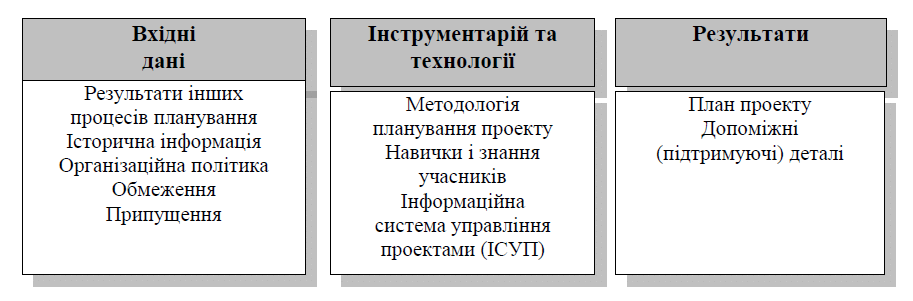 Вхідні
дані
Результати інших
процесів планування
Історична інформація
Організаційна політика
Обмеження
Припущення
Інструментарій та
технології
Методологія
планування проекту
Навички і знання
учасників
Інформаційна
система управління
проектами (ІСУП)
Результати
План проекту
Допоміжні
(підтримуючі) деталі